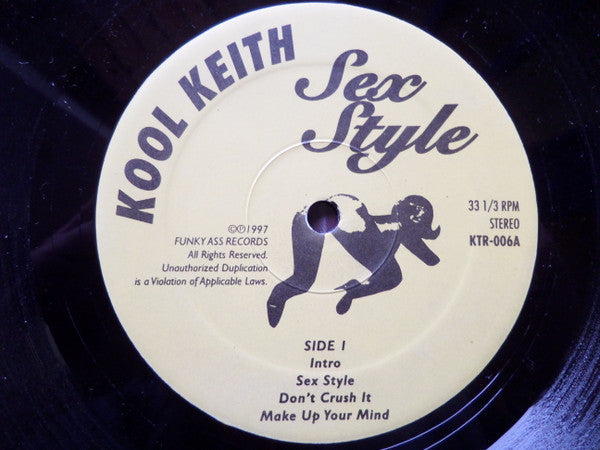 KOOL KEITH
Sex
Style
©℗1997
FUNKY ASS RECORDS
All Rights Reserved.
Unauthorized Duplication
is a Violation of Applicable Laws.
33 1/3 RPM
STEREO
KTR-006A
SIDE 1
Intro
Sex Style
Don't Crush It
Make Up Your Mind